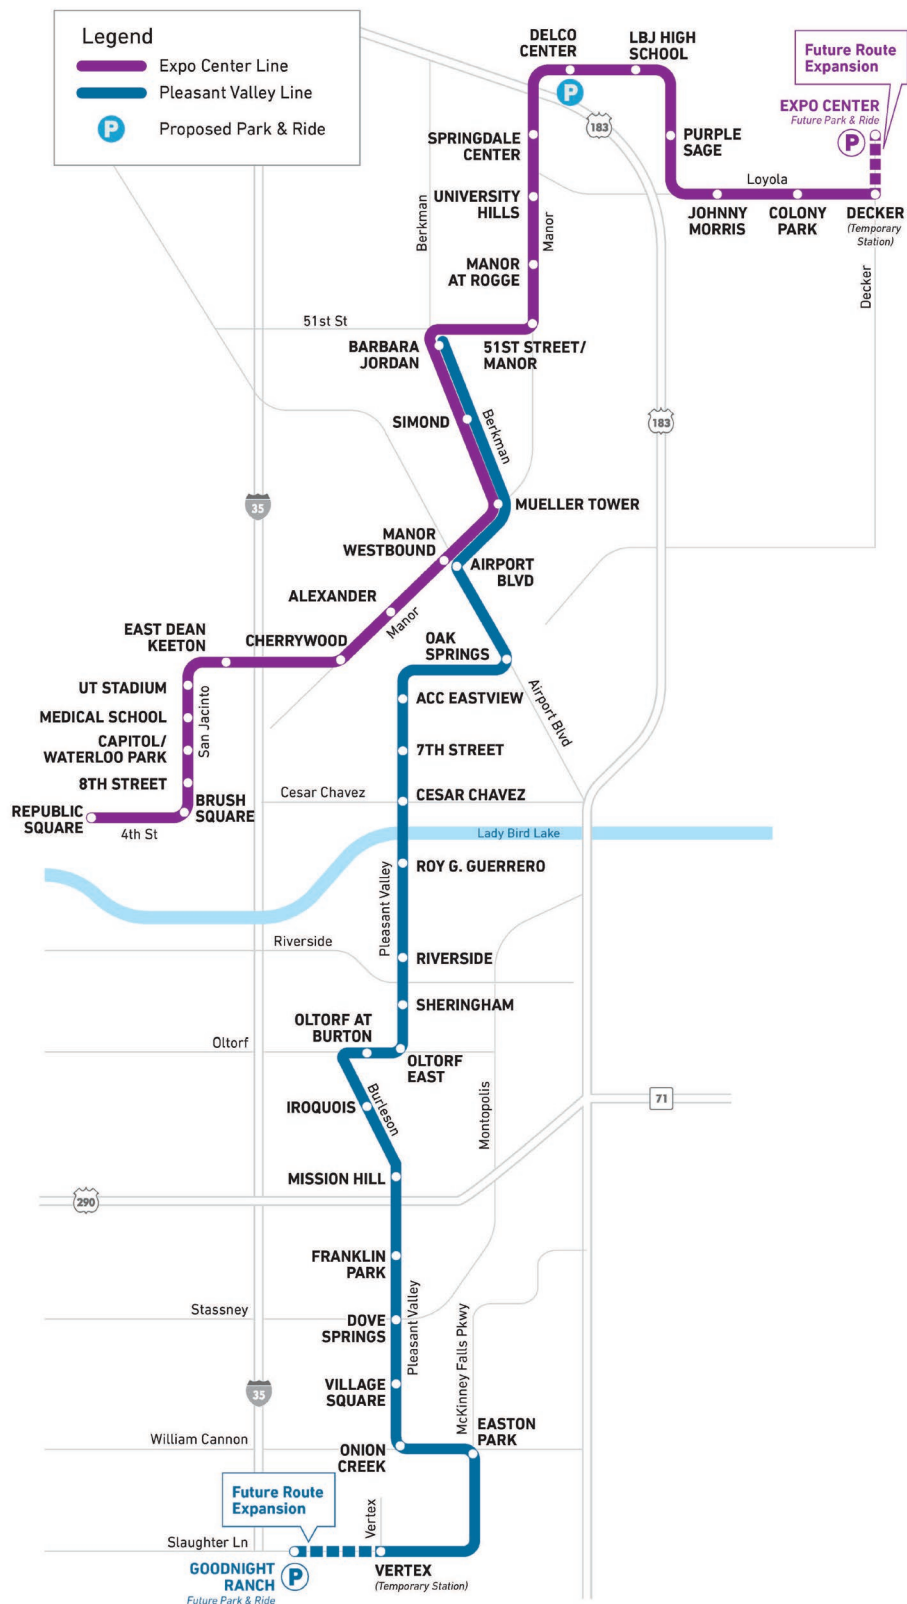 Legend
Expo Center Line
Pleasant Valley Line
P
Proposed Park & Ride
DELCO
CENTER
LBJ HIGH
SCHOOL
Future Route
Expansion
EXPO CENTER
Future Park & Ride
P
P
183
SPRINGDALE
CENTER
PURPLE
SAGE
Loyola
UNIVERSITY
HILLS
Berkman
Manor
JOHNNY
MORRIS
COLONY
PARK
DECKER
(Temporary
Station)
MANOR
AT ROGGE
Decker
51st St
BARBARA
JORDAN
51ST STREET/
MANOR
SIMOND
Berkman
183
35
MUELLER TOWER
MANOR
WESTBOUND
AIRPORT
BLVD
ALEXANDER
Manor
EAST DEAN
KEETON
CHERRYWOOD
OAK
SPRINGS
UT STADIUM
San Jacinto
ACC EASTVIEW
Airport Blvd
MEDICAL SCHOOL
CAPITOL/
WATERLOO PARK
7TH STREET
8TH STREET
Cesar Chavez
CESAR CHAVEZ
REPUBLIC
SQUARE
BRUSH
SQUARE
4th St
Lady Bird Lake
ROY G. GUERRERO
Pleasant Valley
Riverside
RIVERSIDE
SHERINGHAM
OLTORF AT
BURTON
Oltorf
OLTORF
EAST
Burleson
IROQUOIS
Montopolis
71
MISSION HILL
290
FRANKLIN
PARK
Stassney
DOVE
SPRINGS
Pleasant Valley
McKinney Falls Pkwy
VILLAGE
SQUARE
35
EASTON
PARK
William Cannon
ONION
CREEK
Future Route
Expansion
Vertex
Slaughter Ln
GOODNIGHT
RANCH
Future Park & Ride
P
VERTEX
(Temporary Station)